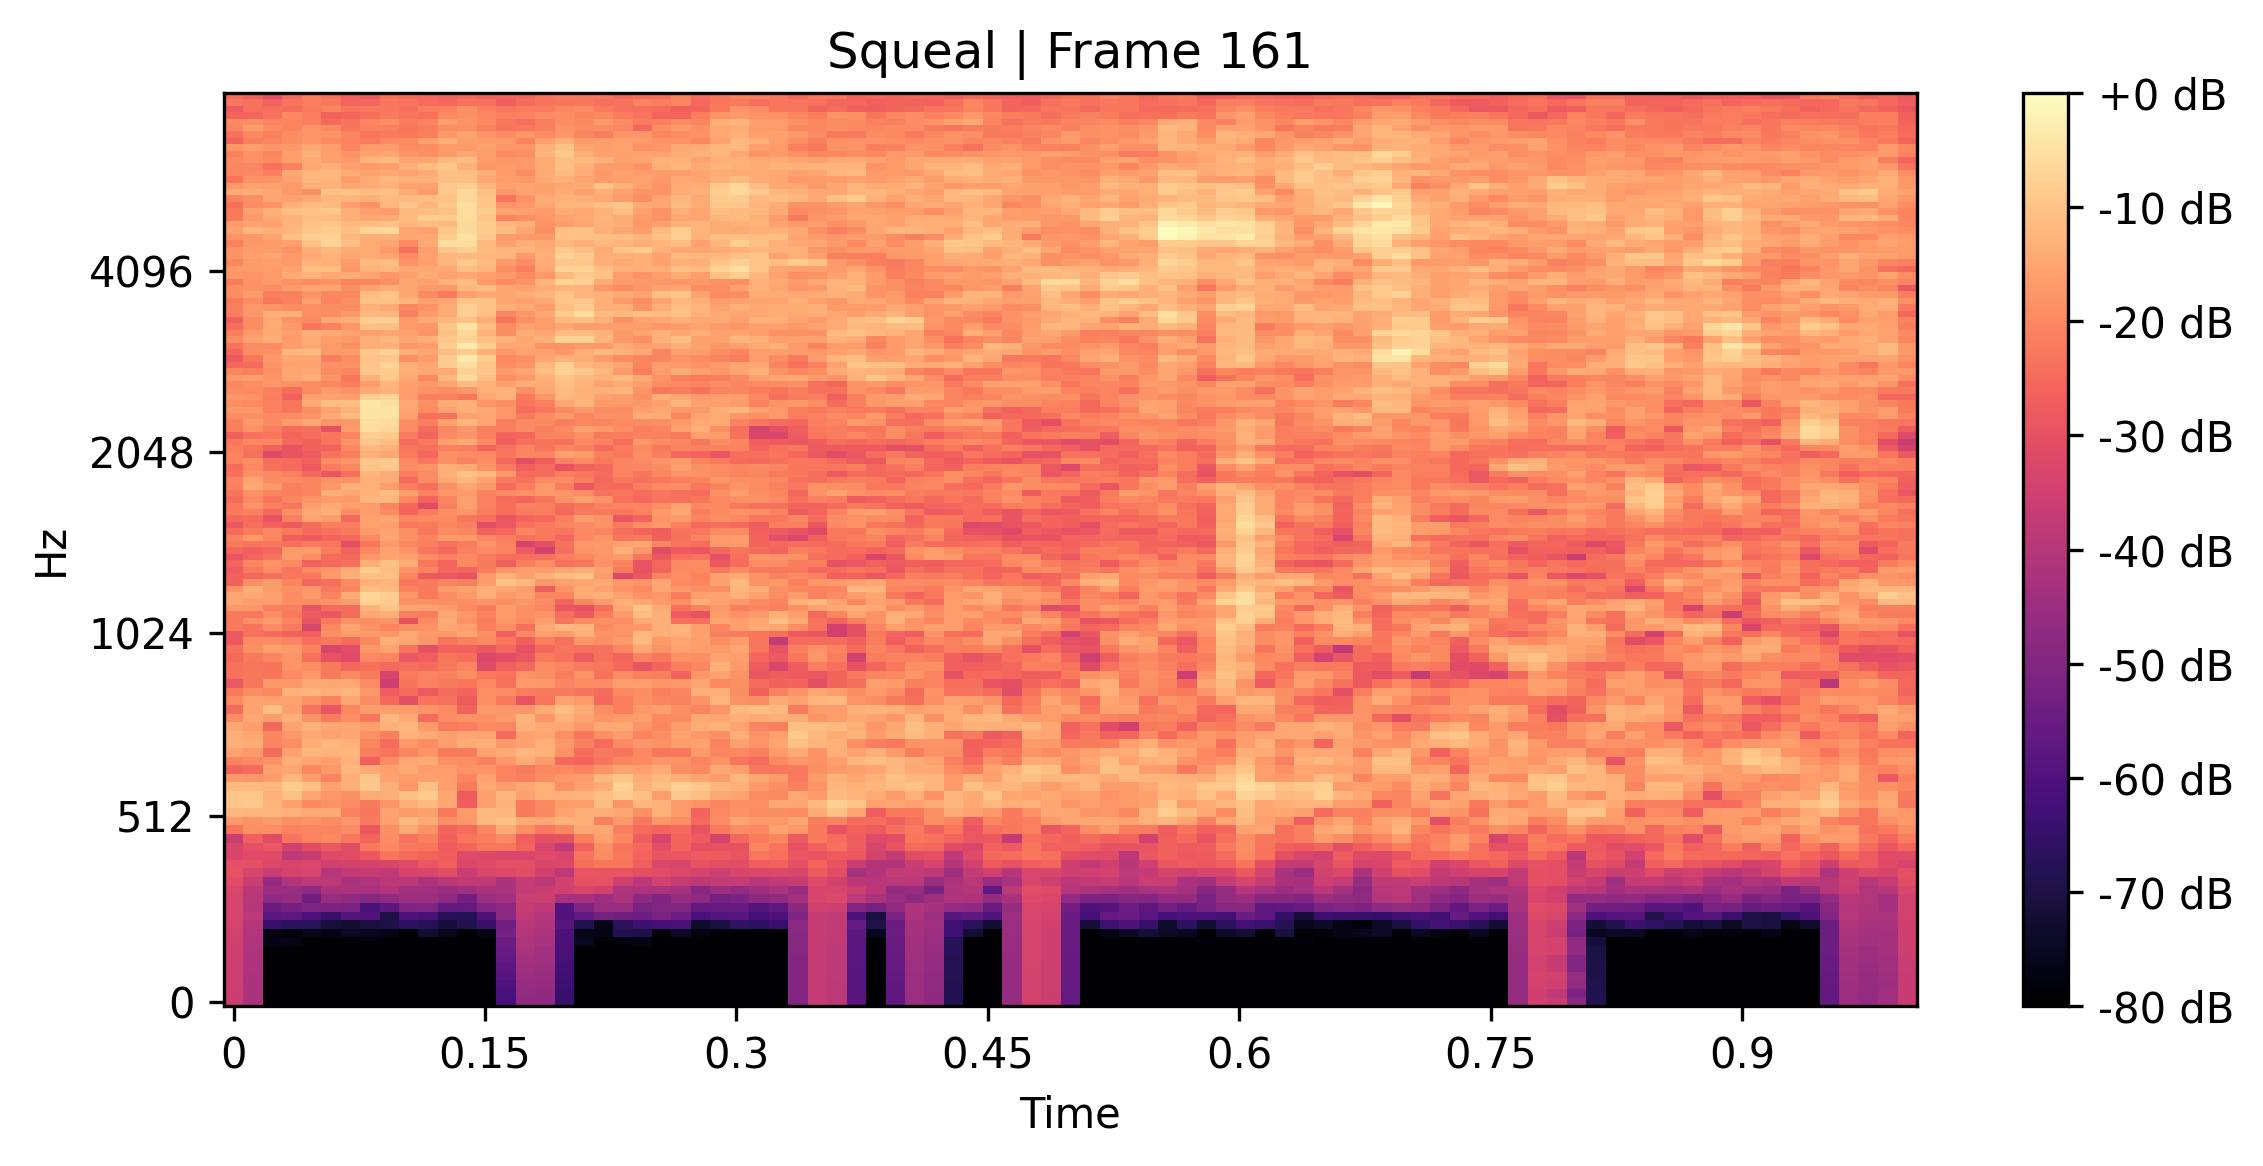 Squeal | Frame 161
+0 dB
-10 dB
-20 dB
-30 dB
-40 dB
-50 dB
-60 dB
-70 dB
-80 dB
Hz
4096
2048
1024
512
0
0 0.15 0.3 0.45 0.6 0.75 0.9
Time